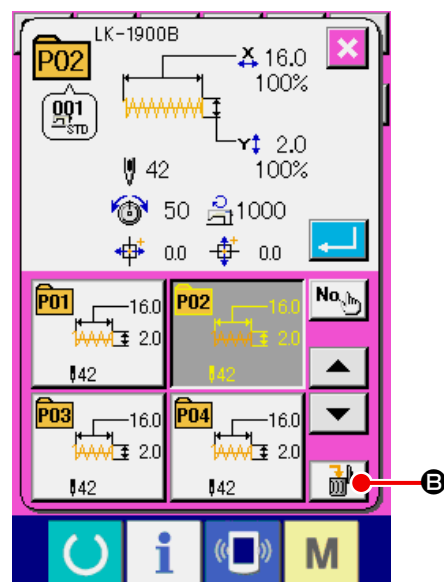 LK-1900B
P02
X 16.0
100%
001
STD
Y 2.0
42 100%
50 1000
0.0 0.0
P01 16.0 P02 16.0 No.
2.0 2.0
42 42
P03 16.0 P04 16.0
2.0 2.0
42 42
B
i M